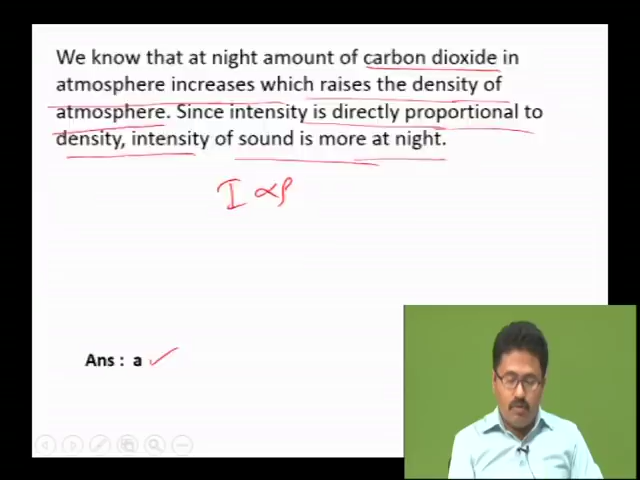 We know that at night amount of carbon dioxide in
atmosphere increases which raises the density of
atmosphere. Since intensity is directly proportional to
density, intensity of sound is more at night.
I ∝ρ
Ans : a ✓